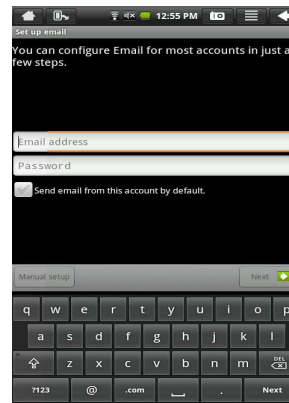 12:55 PM
Set up email
You can configure Email for most accounts in just a
few steps.
Email address
Password
Send email from this account by default.
Manual setup
Next
q w e r t y u i o p
a s d f g h j k l
z x c v b n m DEL
?123 @ .com . Next